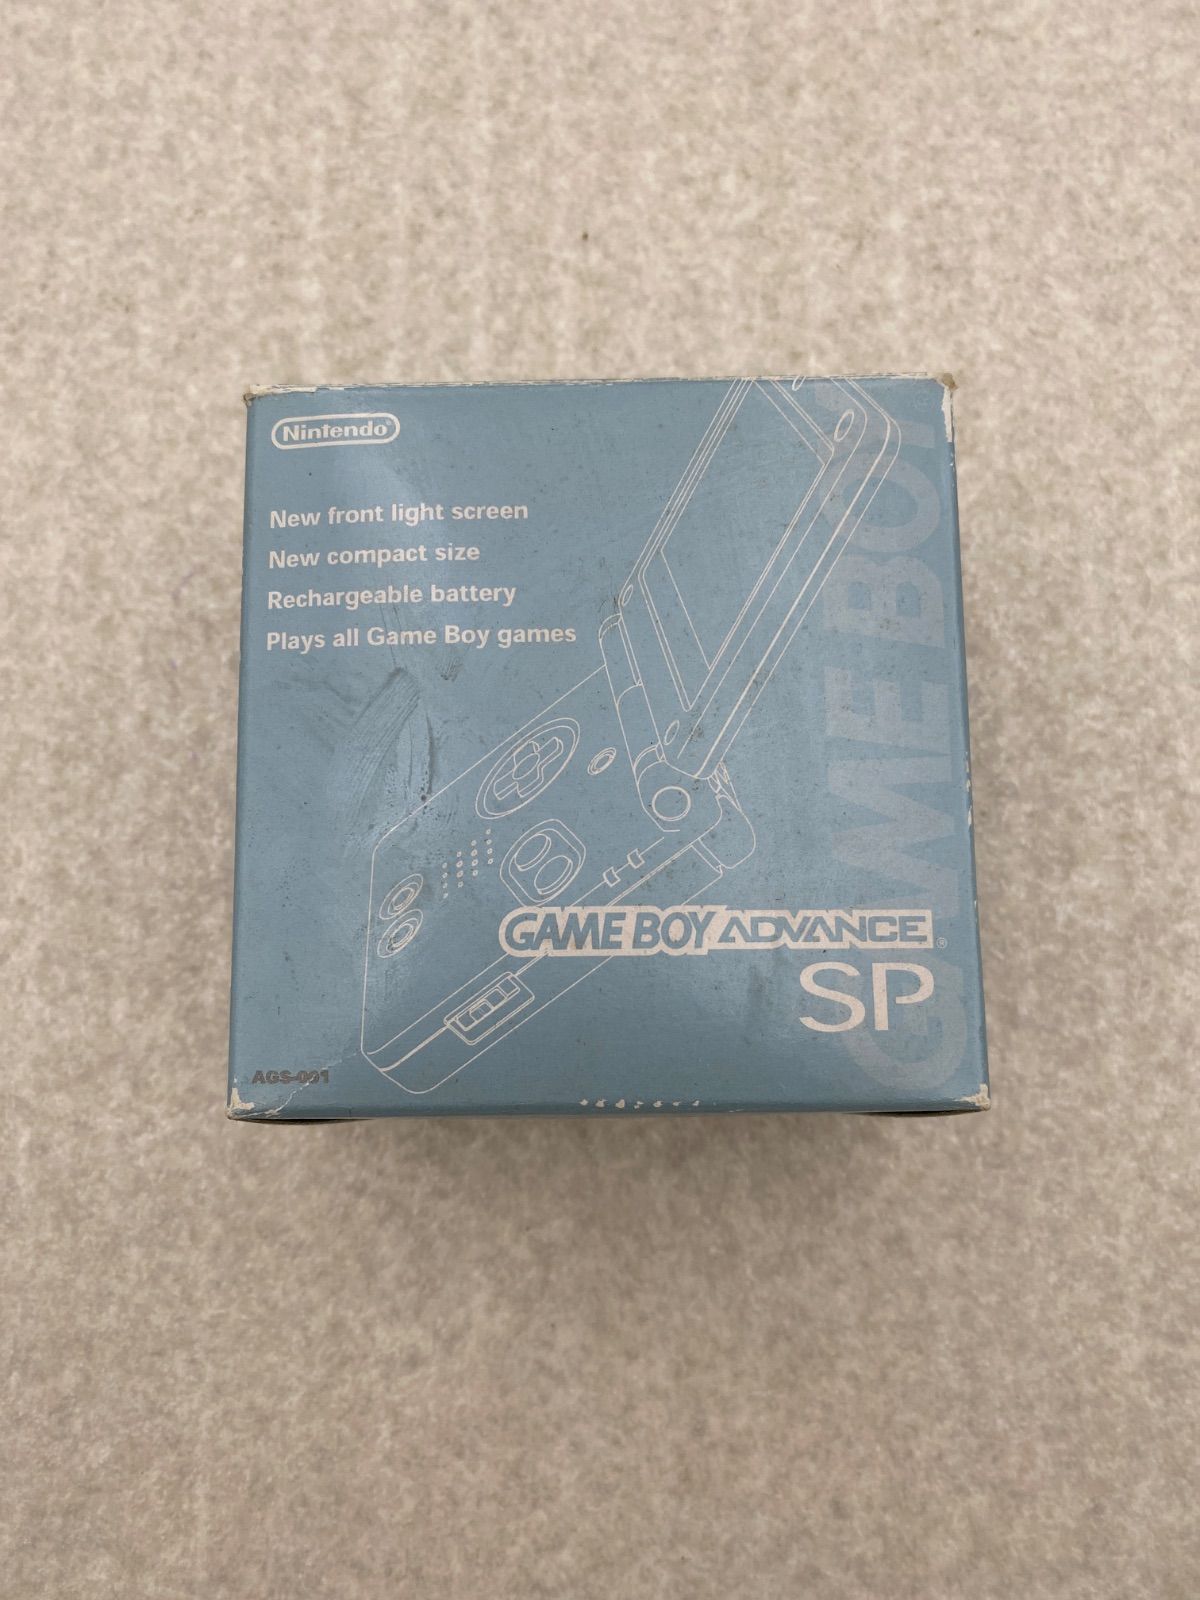 Nintendo®
New front light screen
New compact size
Rechargeable battery
Plays all Game Boy games
GAME BOY
GAME BOY ADVANCE®
SP
AGS-001